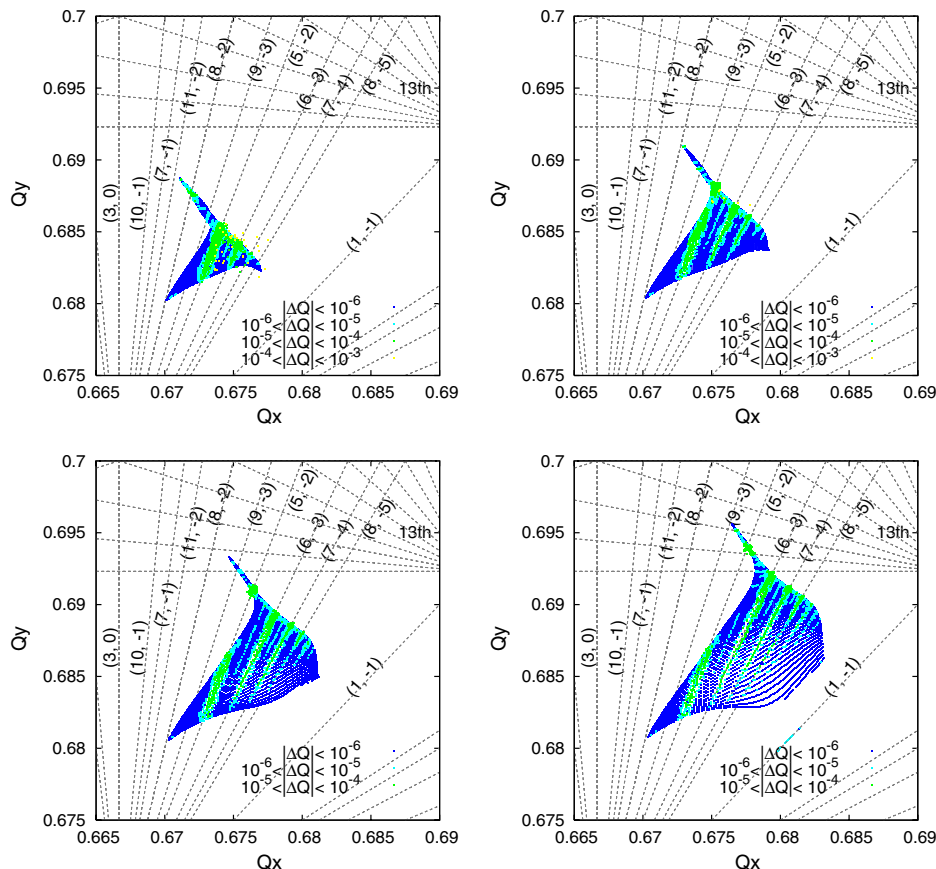 0.7
0.695
0.69
0.685
0.68
0.675
0.665 0.67 0.675 0.68 0.685 0.69
Qx
Qy
(3, 0)
(10, -1)
(7, -1)
(11, -2)
(8, -2)
(9, -3)
(5, -2)
(6, -3)
(7, -4)
(8, -5)
13th
(1, -1)
|ΔQ| < 10-6
10-6<|ΔQ| < 10-5
10-5<|ΔQ| < 10-4
10-4<|ΔQ| < 10-3
0.7
0.695
0.69
0.685
0.68
0.675
0.665 0.67 0.675 0.68 0.685 0.69
Qx
Qy
(3, 0)
(10, -1)
(7, -1)
(11, -2)
(8, -2)
(9, -3)
(5, -2)
(6, -3)
(7, -4)
(8, -5)
13th
(1, -1)
|ΔQ| < 10-6
10-6<|ΔQ| < 10-5
10-5<|ΔQ| < 10-4
10-4<|ΔQ| < 10-3
0.7
0.695
0.69
0.685
0.68
0.675
0.665 0.67 0.675 0.68 0.685 0.69
Qx
Qy
(3, 0)
(10, -1)
(7, -1)
(11, -2)
(8, -2)
(9, -3)
(5, -2)
(6, -3)
(7, -4)
(8, -5)
13th
(1, -1)
|ΔQ| < 10-6
10-6<|ΔQ| < 10-5
10-5<|ΔQ| < 10-4
0.7
0.695
0.69
0.685
0.68
0.675
0.665 0.67 0.675 0.68 0.685 0.69
Qx
Qy
(3, 0)
(10, -1)
(7, -1)
(11, -2)
(8, -2)
(9, -3)
(5, -2)
(6, -3)
(7, -4)
(8, -5)
13th
(1, -1)
|ΔQ| < 10-6
10-6<|ΔQ| < 10-5
10-5<|ΔQ| < 10-4